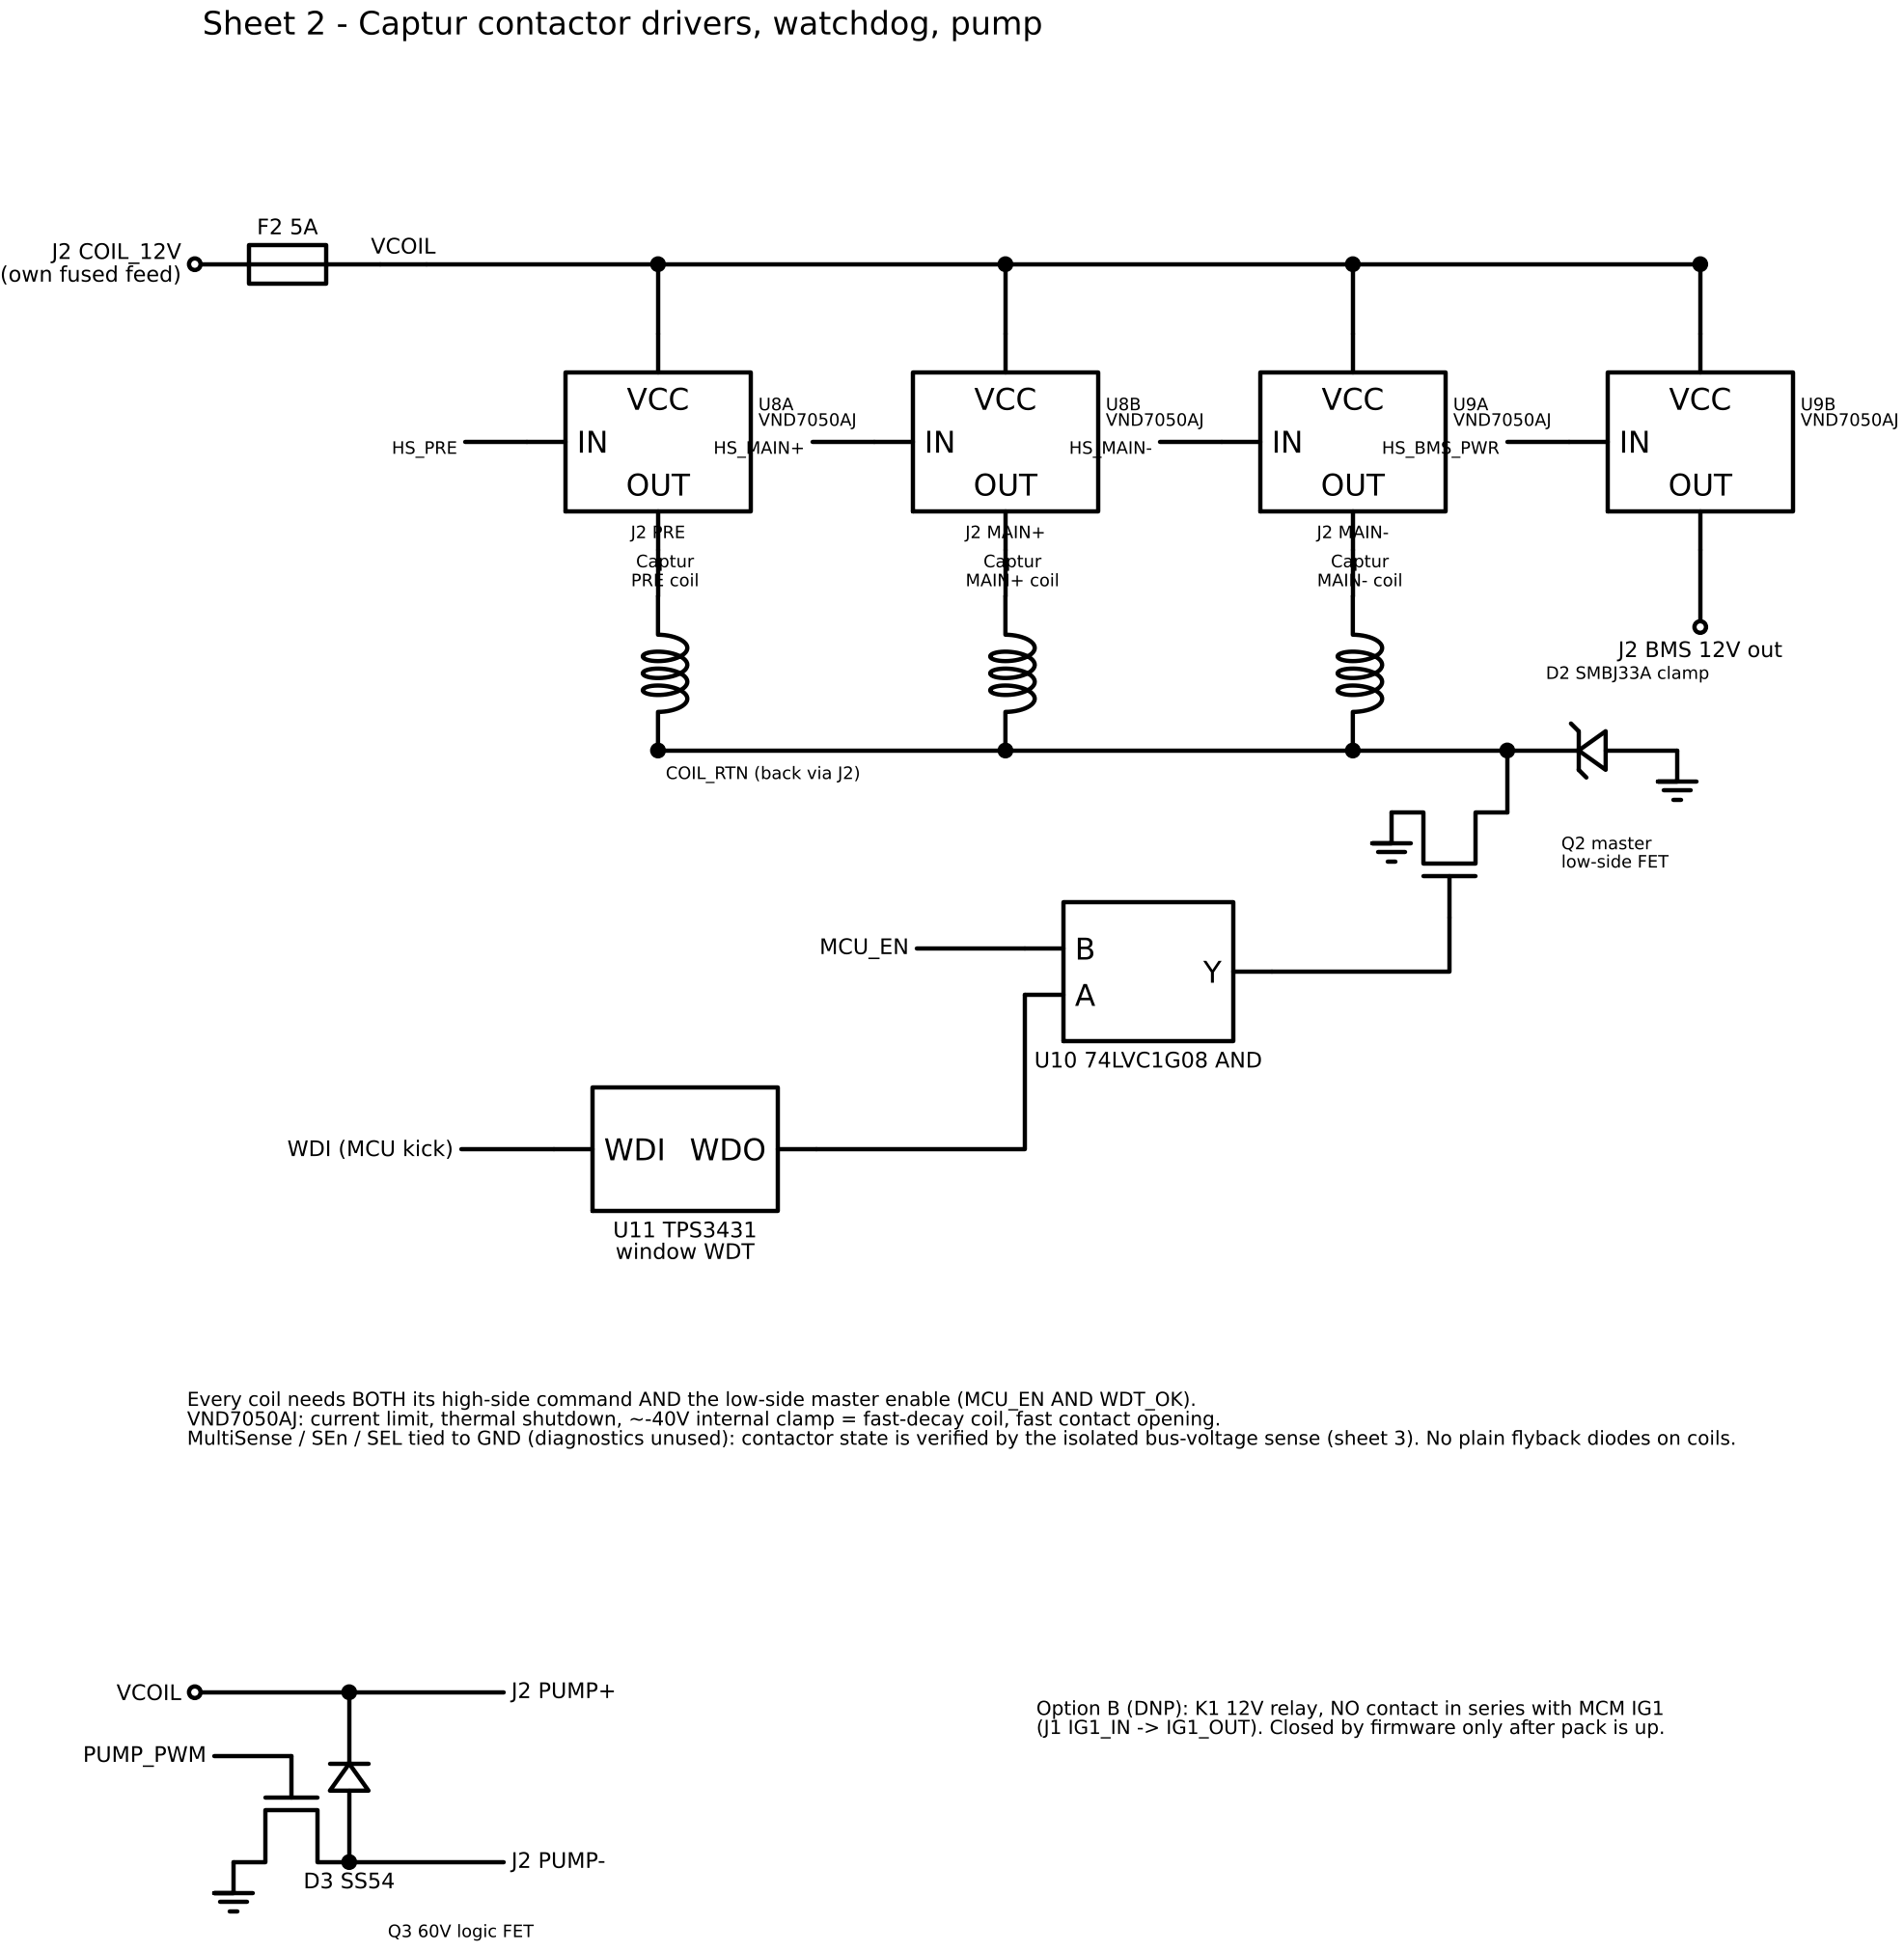 Sheet 2 - Captur contactor drivers, watchdog, pump
F2 5A
J2 COIL_12V
(own fused feed)
VCOIL
VCC
IN
OUT
U8A
VND7050AJ
HS_PRE
VCC
IN
OUT
U8B
VND7050AJ
HS_MAIN+
VCC
IN
OUT
U9A
VND7050AJ
HS_MAIN-
VCC
IN
OUT
U9B
VND7050AJ
HS_BMS_PWR
J2 PRE
Captur
PRE coil
J2 MAIN+
Captur
MAIN+ coil
J2 MAIN-
Captur
MAIN- coil
J2 BMS 12V out
D2 SMBJ33A clamp
COIL_RTN (back via J2)
Q2 master
low-side FET
MCU_EN
B
A
Y
U10 74LVC1G08 AND
WDI (MCU kick)
WDI WDO
U11 TPS3431
window WDT
Every coil needs BOTH its high-side command AND the low-side master enable (MCU_EN AND WDT_OK).
VND7050AJ: current limit, thermal shutdown, ~-40V internal clamp = fast-decay coil, fast contact opening.
MultiSense / SEn / SEL tied to GND (diagnostics unused): contactor state is verified by the isolated bus-voltage sense (sheet 3). No plain flyback diodes on coils.
VCOIL
J2 PUMP+
PUMP_PWM
J2 PUMP-
D3 SS54
Q3 60V logic FET
Option B (DNP): K1 12V relay, NO contact in series with MCM IG1
(J1 IG1_IN -> IG1_OUT). Closed by firmware only after pack is up.